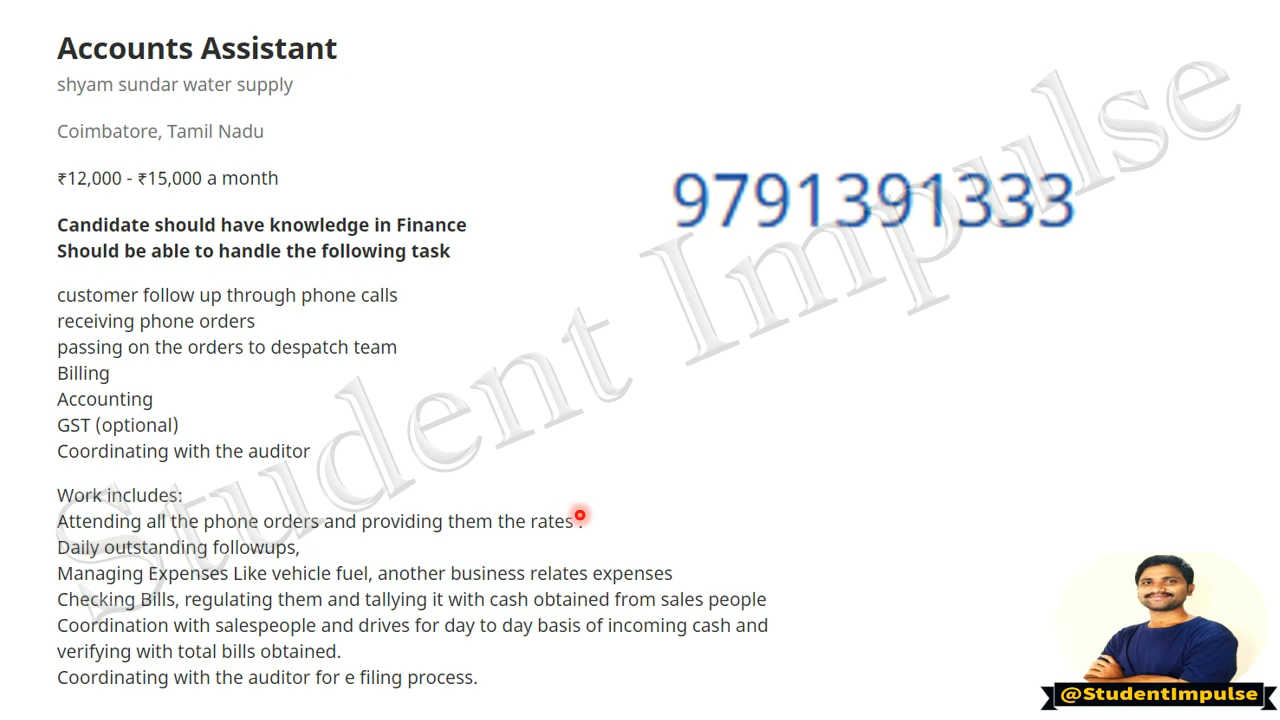 Accounts Assistant
shyam sundar water supply
Coimbatore, Tamil Nadu
₹12,000 - ₹15,000 a month
9791391333
Candidate should have knowledge in Finance
Should be able to handle the following task
customer follow up through phone calls
receiving phone orders
passing on the orders to despatch team
Billing
Accounting
GST (optional)
Coordinating with the auditor
Work includes:
Attending all the phone orders and providing them the rates .
Daily outstanding followups,
Managing Expenses Like vehicle fuel, another business relates expenses
Checking Bills, regulating them and tallying it with cash obtained from sales people
Coordination with salespeople and drives for day to day basis of incoming cash and
verifying with total bills obtained.
Coordinating with the auditor for e filing process.
Student Impulse
@StudentImpulse